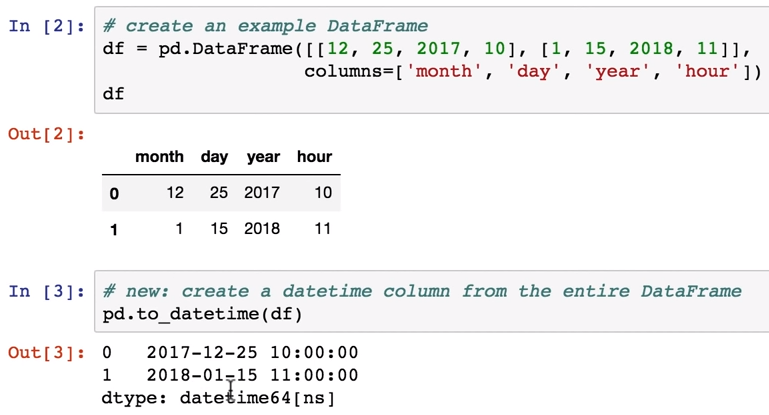 In [2]: # create an example DataFrame
df = pd.DataFrame([[12, 25, 2017, 10], [1, 15, 2018, 11]],
columns=['month', 'day', 'year', 'hour'])
df
Out[2]:
month day year hour
0 12 25 2017 10
1 1 15 2018 11
In [3]: # new: create a datetime column from the entire DataFrame
pd.to_datetime(df)
Out[3]: 0 2017-12-25 10:00:00
1 2018-01-15 11:00:00
dtype: datetime64[ns]